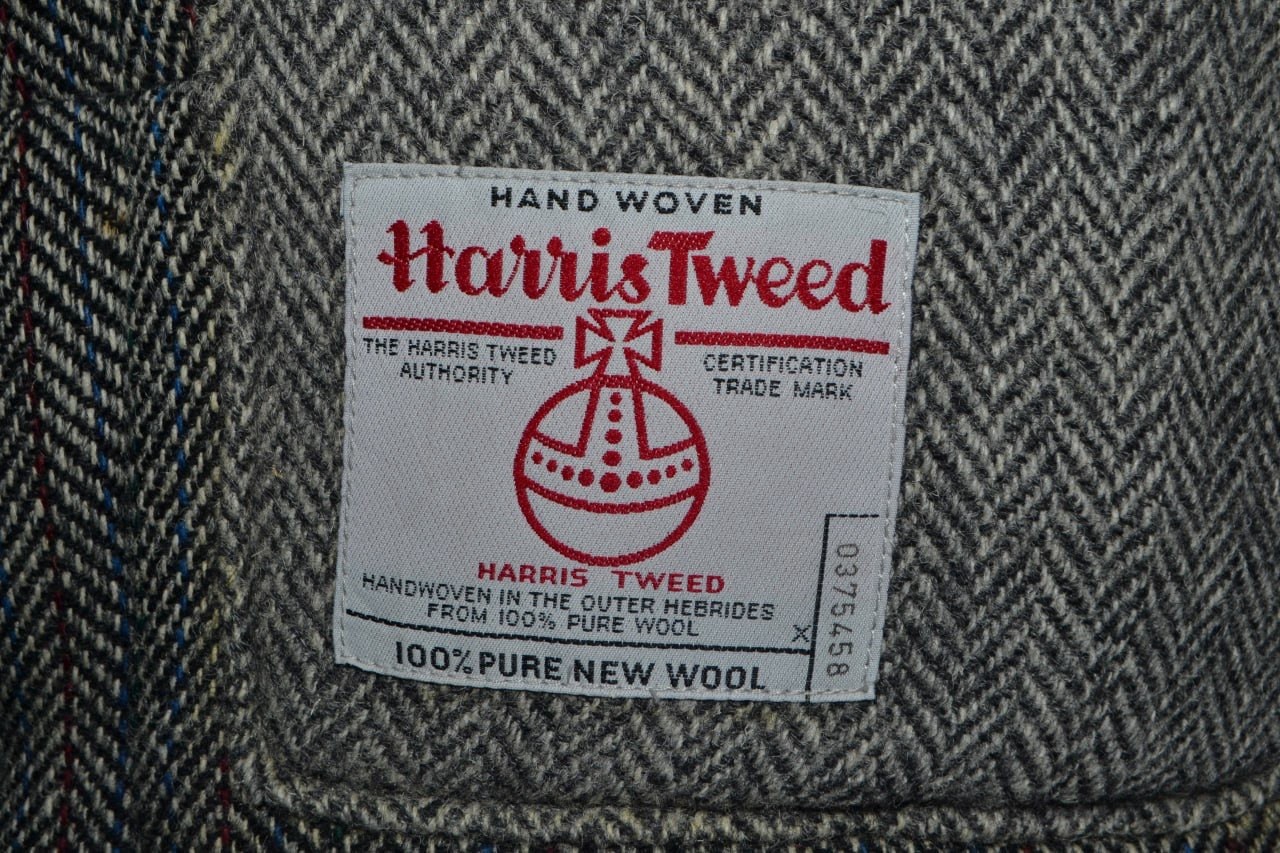 HAND WOVEN
Harris Tweed
THE HARRIS TWEED
AUTHORITY
CERTIFICATION
TRADE MARK
HARRIS TWEED
HANDWOVEN IN THE OUTER HEBRIDES
FROM 100% PURE WOOL
X
100% PURE NEW WOOL
0375458